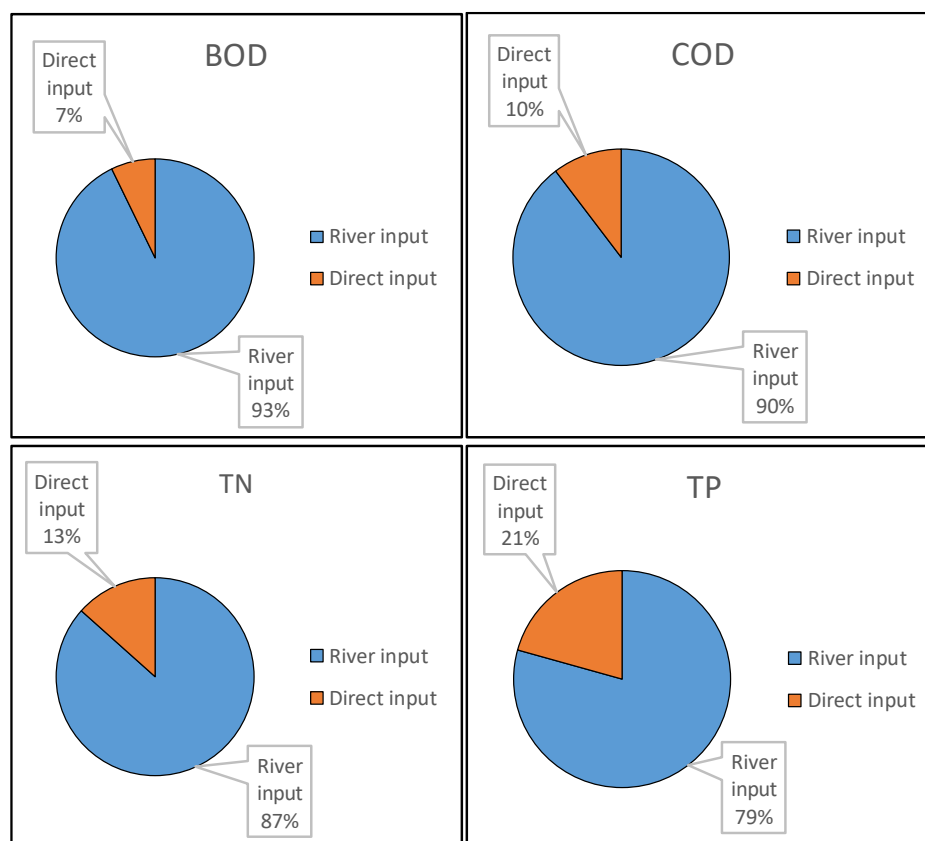 BOD
Direct
input
7%
River input
Direct input
River
input
93%
COD
Direct
input
10%
River input
Direct input
River
input
90%
TN
Direct
input
13%
River input
Direct input
River
input
87%
TP
Direct
input
21%
River input
Direct input
River
input
79%